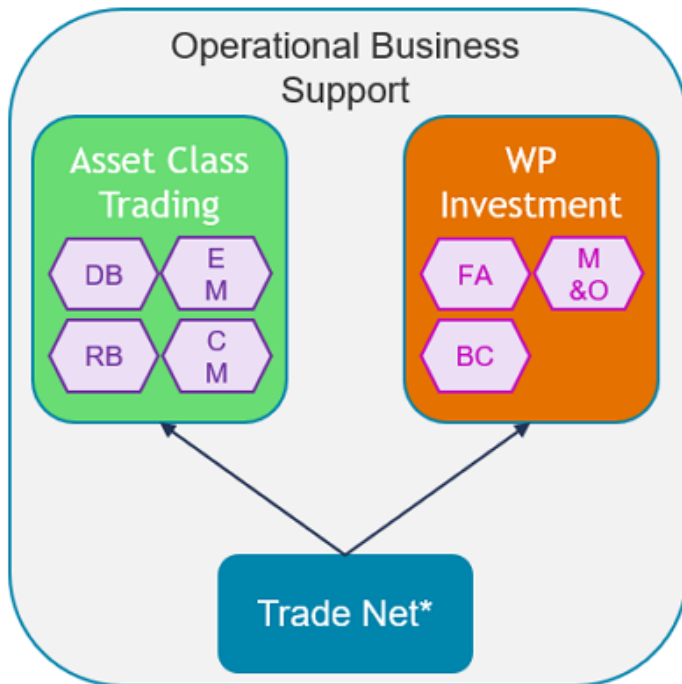 Operational Business
Support
Asset Class
Trading
DB
E
M
RB
C
M
WP
Investment
FA
M
&O
BC
Trade Net*